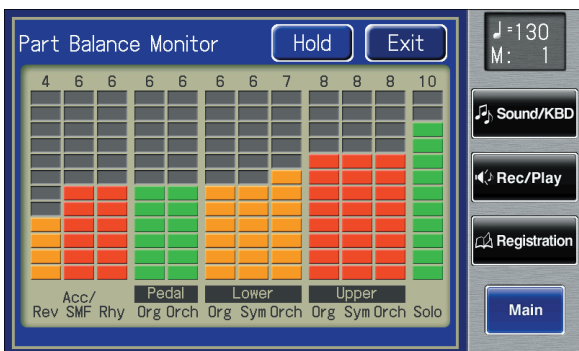 Part Balance Monitor
Hold
Exit
4 6 6 6 6 6 6 7 8 8 8 10
Acc/
Pedal Lower Upper
Rev SMF Rhy Org Orch Org Sym Orch Org Sym Orch Solo
♩=130
M: 1
Sound/KBD
Rec/Play
Registration
Main